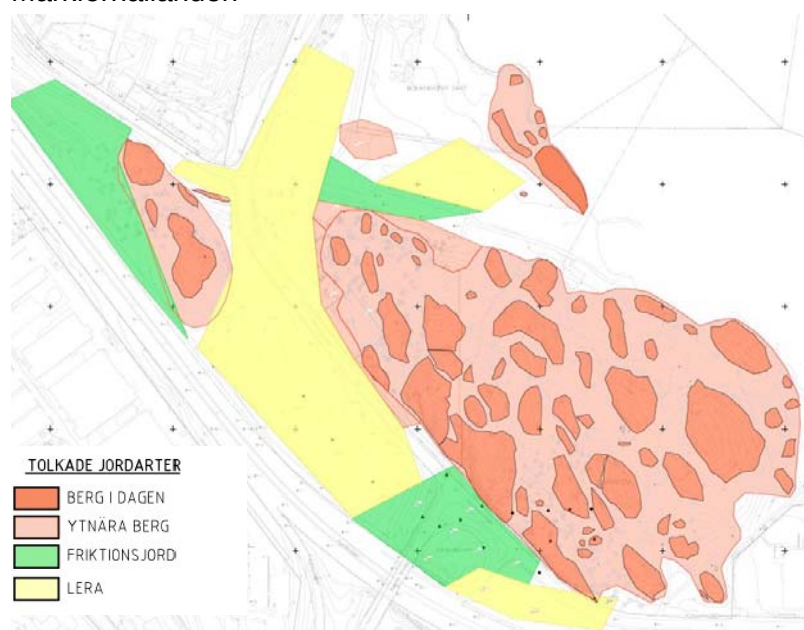 TOLKADE JORDARTER
BERG I DAGEN
YTNÄRA BERG
FRIKTIONSJORD
LERA